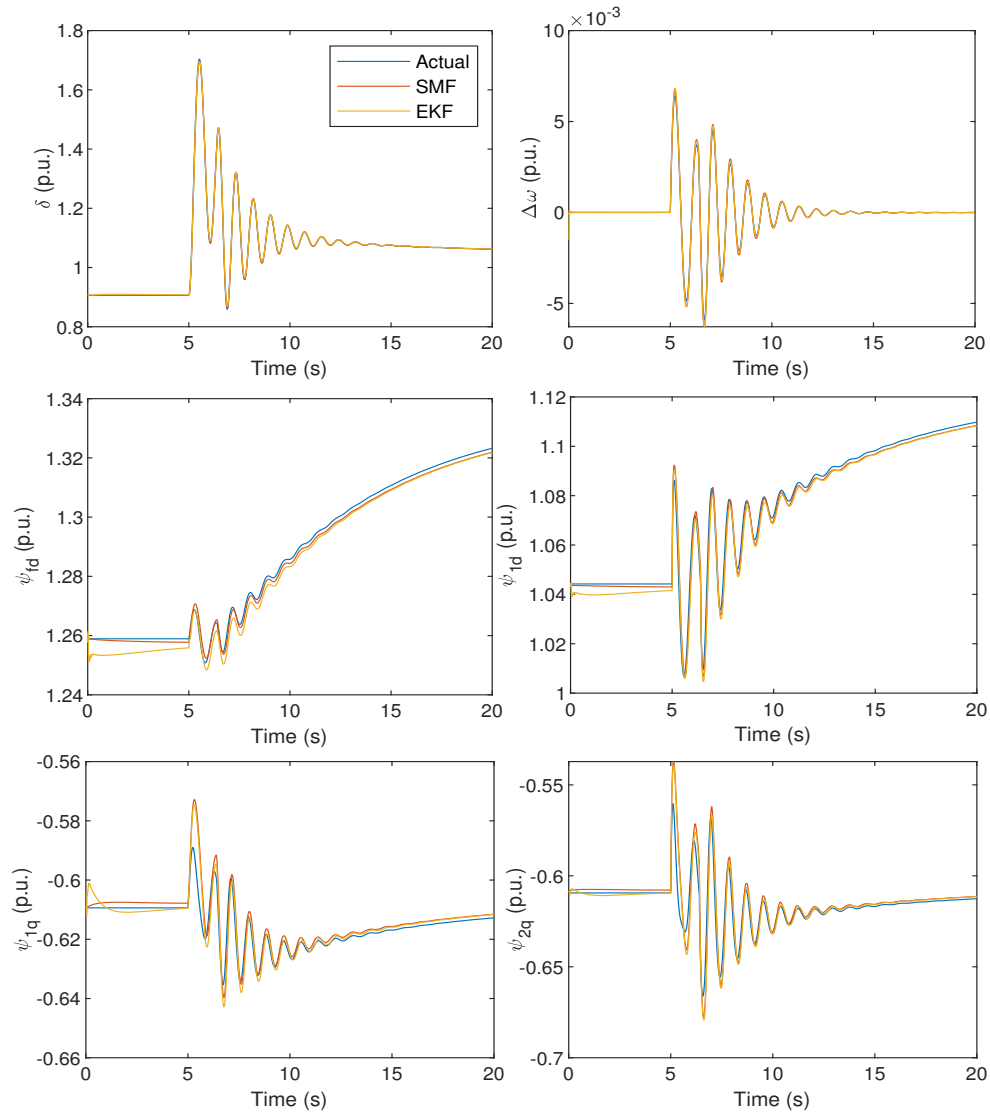 ×10⁻³
1.8
1.6
1.4
1.2
1
0.8
δ (p.u.)
Actual
SMF
EKF
0 5 10 15 20
Time (s)
10
5
0
-5
Δω (p.u.)
0 5 10 15 20
Time (s)
1.34
1.32
1.3
1.28
1.26
1.24
ψfd (p.u.)
0 5 10 15 20
Time (s)
1.12
1.1
1.08
1.06
1.04
1.02
1
ψ1d (p.u.)
0 5 10 15 20
Time (s)
-0.56
-0.58
-0.6
-0.62
-0.64
-0.66
ψ1q (p.u.)
0 5 10 15 20
Time (s)
-0.55
-0.6
-0.65
-0.7
ψ2q (p.u.)
0 5 10 15 20
Time (s)